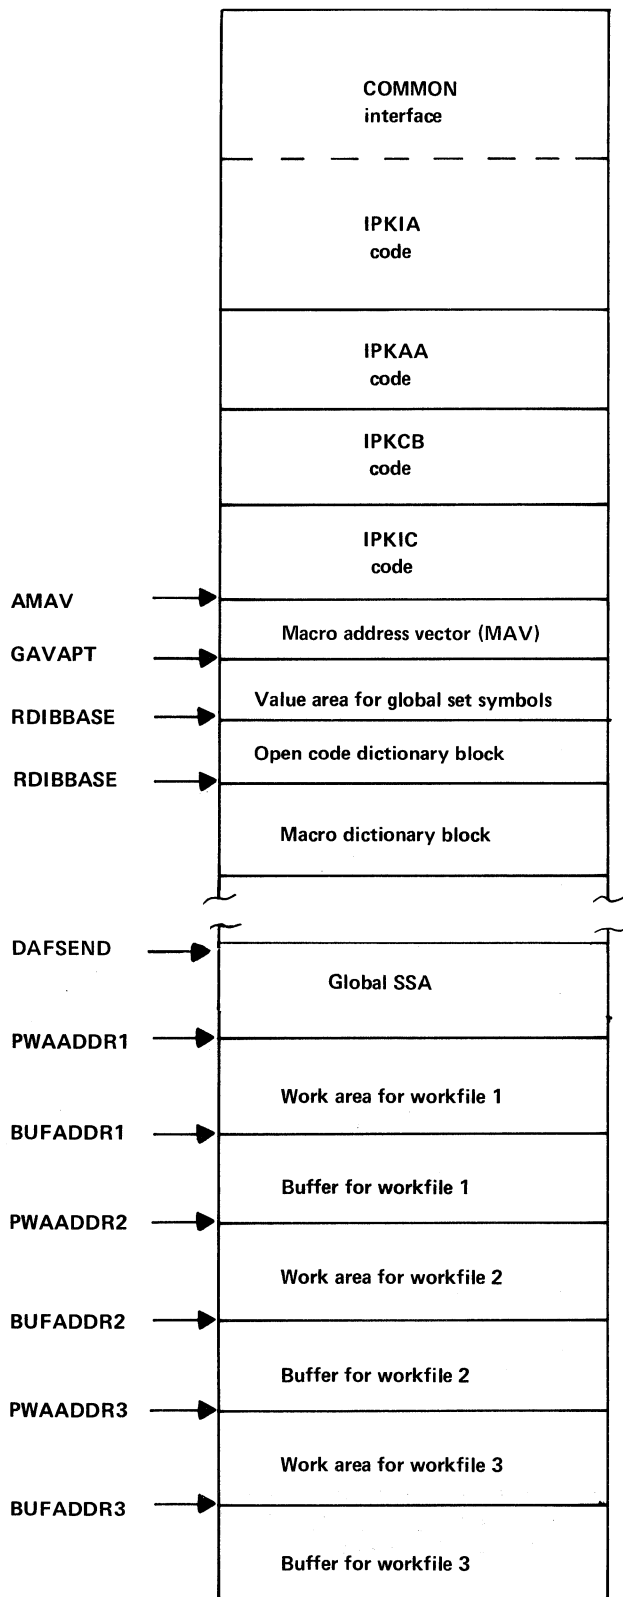 COMMON
interface
IPKIA
code
IPKAA
code
IPKCB
code
IPKIC
code
AMAV
Macro address vector (MAV)
GAVAPT
Value area for global set symbols
RDIBBASE
Open code dictionary block
RDIBBASE
Macro dictionary block
DAFSEND
Global SSA
PWAADDR1
Work area for workfile 1
BUFADDR1
Buffer for workfile 1
PWAADDR2
Work area for workfile 2
BUFADDR2
Buffer for workfile 2
PWAADDR3
Work area for workfile 3
BUFADDR3
Buffer for workfile 3